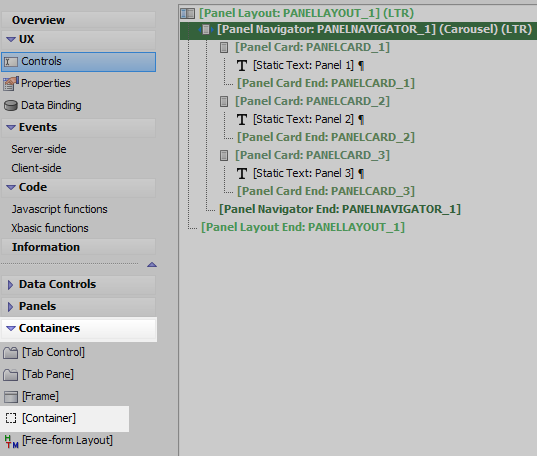 Overview
UX
Controls
Properties
Data Binding
Events
Server-side
Client-side
Code
Javascript functions
Xbasic functions
Information
Data Controls
Panels
Containers
[Tab Control]
[Tab Pane]
[Frame]
[Container]
[Free-form Layout]
[Panel Layout: PANELLAYOUT_1] (LTR)
[Panel Navigator: PANELNAVIGATOR_1] (Carousel) (LTR)
[Panel Card: PANELCARD_1]
T [Static Text: Panel 1] ¶
[Panel Card End: PANELCARD_1]
[Panel Card: PANELCARD_2]
T [Static Text: Panel 2] ¶
[Panel Card End: PANELCARD_2]
[Panel Card: PANELCARD_3]
T [Static Text: Panel 3] ¶
[Panel Card End: PANELCARD_3]
[Panel Navigator End: PANELNAVIGATOR_1]
[Panel Layout End: PANELLAYOUT_1]